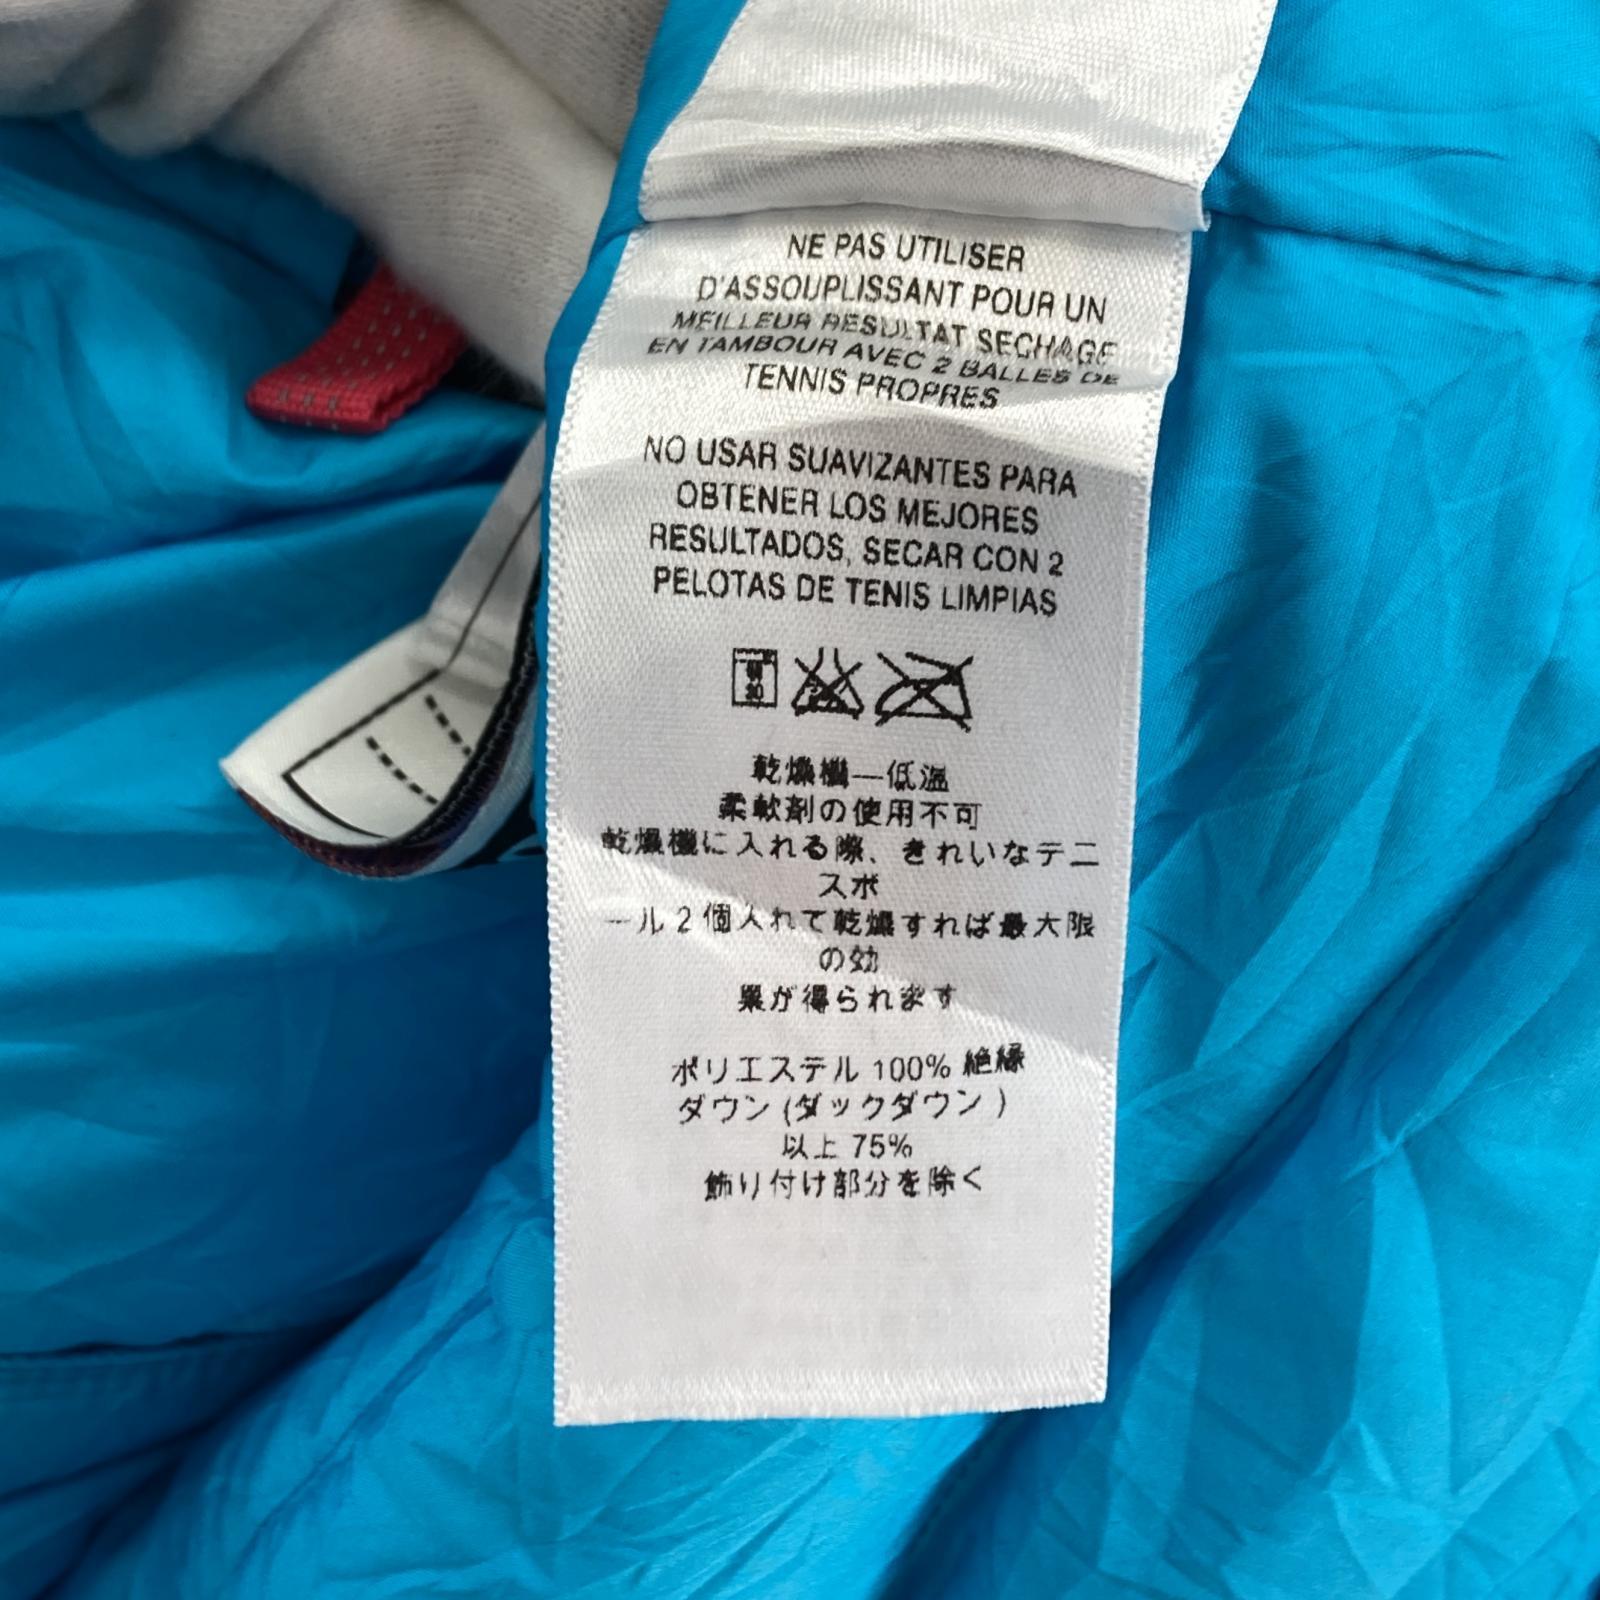 NE PAS UTILISER
D'ASSOUPLISSANT POUR UN
MEILLEUR RESULTAT SECHAGE
EN TAMBOUR AVEC 2 BALLES DE
TENNIS PROPRES
NO USAR SUAVIZANTES PARA
OBTENER LOS MEJORES
RESULTADOS, SECAR CON 2
PELOTAS DE TENIS LIMPIAS
乾燥機—低温
柔軟剤の使用不可
乾燥機に入れる際、きれいなテニ
スボ
ール2個入れて乾燥すれば最大限
の効
果が得られます
ポリエステル 100% 絶縁
ダウン (ダックダウン )
以上 75%
飾り付け部分を除く